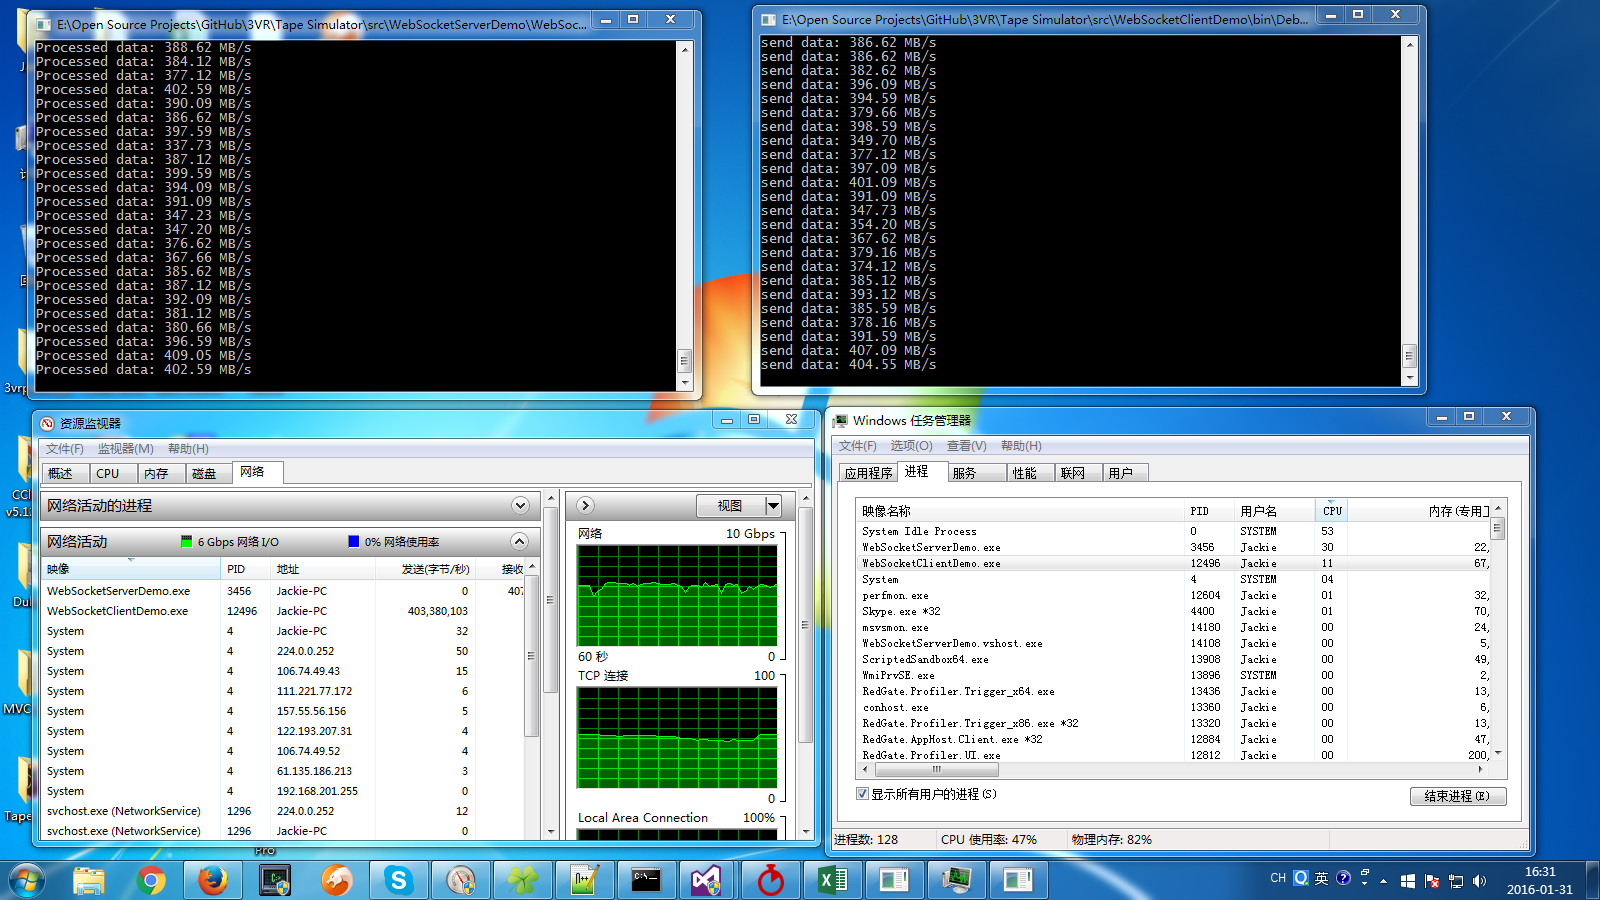 E:\Open Source Projects\GitHub\3VR\Tape Simulator\src\WebSocketServerDemo\WebSoc...
Processed data: 388.62 MB/s
Processed data: 384.12 MB/s
Processed data: 377.12 MB/s
Processed data: 402.59 MB/s
Processed data: 390.09 MB/s
Processed data: 386.62 MB/s
Processed data: 397.59 MB/s
Processed data: 337.73 MB/s
Processed data: 387.12 MB/s
Processed data: 399.59 MB/s
Processed data: 394.09 MB/s
Processed data: 391.09 MB/s
Processed data: 347.23 MB/s
Processed data: 347.20 MB/s
Processed data: 376.62 MB/s
Processed data: 367.66 MB/s
Processed data: 385.62 MB/s
Processed data: 387.12 MB/s
Processed data: 392.09 MB/s
Processed data: 381.12 MB/s
Processed data: 380.66 MB/s
Processed data: 396.59 MB/s
Processed data: 409.05 MB/s
Processed data: 402.59 MB/s
E:\Open Source Projects\GitHub\3VR\Tape Simulator\src\WebSocketClientDemo\bin\Deb...
send data: 386.62 MB/s
send data: 386.62 MB/s
send data: 382.62 MB/s
send data: 396.09 MB/s
send data: 394.59 MB/s
send data: 379.66 MB/s
send data: 398.59 MB/s
send data: 349.70 MB/s
send data: 377.12 MB/s
send data: 397.09 MB/s
send data: 401.09 MB/s
send data: 391.09 MB/s
send data: 347.73 MB/s
send data: 354.20 MB/s
send data: 367.62 MB/s
send data: 379.16 MB/s
send data: 374.12 MB/s
send data: 385.12 MB/s
send data: 393.12 MB/s
send data: 385.59 MB/s
send data: 378.16 MB/s
send data: 391.59 MB/s
send data: 407.09 MB/s
send data: 404.55 MB/s
资源监视器
文件(F) 监视器(M) 帮助(H)
概述 CPU 内存 磁盘 网络
网络活动的进程
网络活动 6 Gbps 网络 I/O 0% 网络使用率
映像 PID 地址 发送(字节/秒) 接收
WebSocketServerDemo.exe 3456 Jackie-PC 0 407
WebSocketClientDemo.exe 12496 Jackie-PC 403,380,103
System 4 Jackie-PC 32
System 4 224.0.0.252 50
System 4 106.74.49.43 15
System 4 111.221.77.172 6
System 4 157.55.56.156 5
System 4 122.193.207.31 4
System 4 106.74.49.52 4
System 4 61.135.186.213 3
System 4 192.168.201.255 0
svchost.exe (NetworkService) 1296 224.0.0.252 12
svchost.exe (NetworkService) 1296 Jackie-PC 0
视图
网络 10 Gbps
60 秒 0
TCP 连接 100
0
Local Area Connection 100%
Windows 任务管理器
文件(F) 选项(O) 查看(V) 帮助(H)
应用程序 进程 服务 性能 联网 用户
映像名称 PID 用户名 CPU 内存(专用工
System Idle Process 0 SYSTEM 53
WebSocketServerDemo.exe 3456 Jackie 30 22,
WebSocketClientDemo.exe 12496 Jackie 11 67,
System 4 SYSTEM 04
perfmon.exe 12604 Jackie 01 32,
Skype.exe *32 4400 Jackie 01 70,
msvsmon.exe 14180 Jackie 00 24,
WebSocketServerDemo.vshost.exe 14108 Jackie 00 5,
ScriptedSandbox64.exe 13908 Jackie 00 49,
WmiPrvSE.exe 13896 SYSTEM 00 2,
RedGate.Profiler.Trigger_x64.exe 13436 Jackie 00 13,
conhost.exe 13360 Jackie 00 6,
RedGate.Profiler.Trigger_x86.exe *32 13320 Jackie 00 13,
RedGate.AppHost.Client.exe *32 12884 Jackie 00 47,
RedGate.Profiler.UI.exe 12812 Jackie 00 200,
显示所有用户的进程(S) 结束进程(E)
进程数: 128 CPU 使用率: 47% 物理内存: 82%
3vrp
CCl
v5.1
Dul
MVC
Tape
Pro
CH 英
16:31
2016-01-31